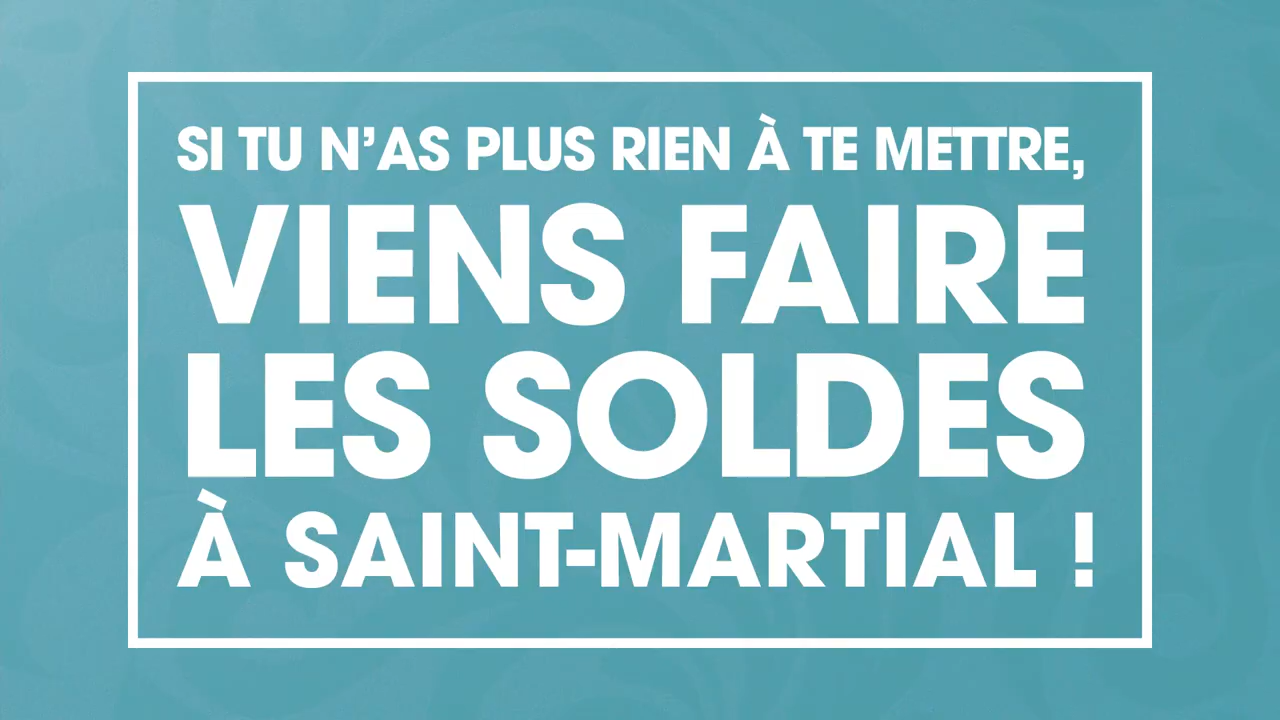 SI TU N'AS PLUS RIEN À TE METTRE,
VIENS FAIRE
LES SOLDES
À SAINT-MARTIAL !